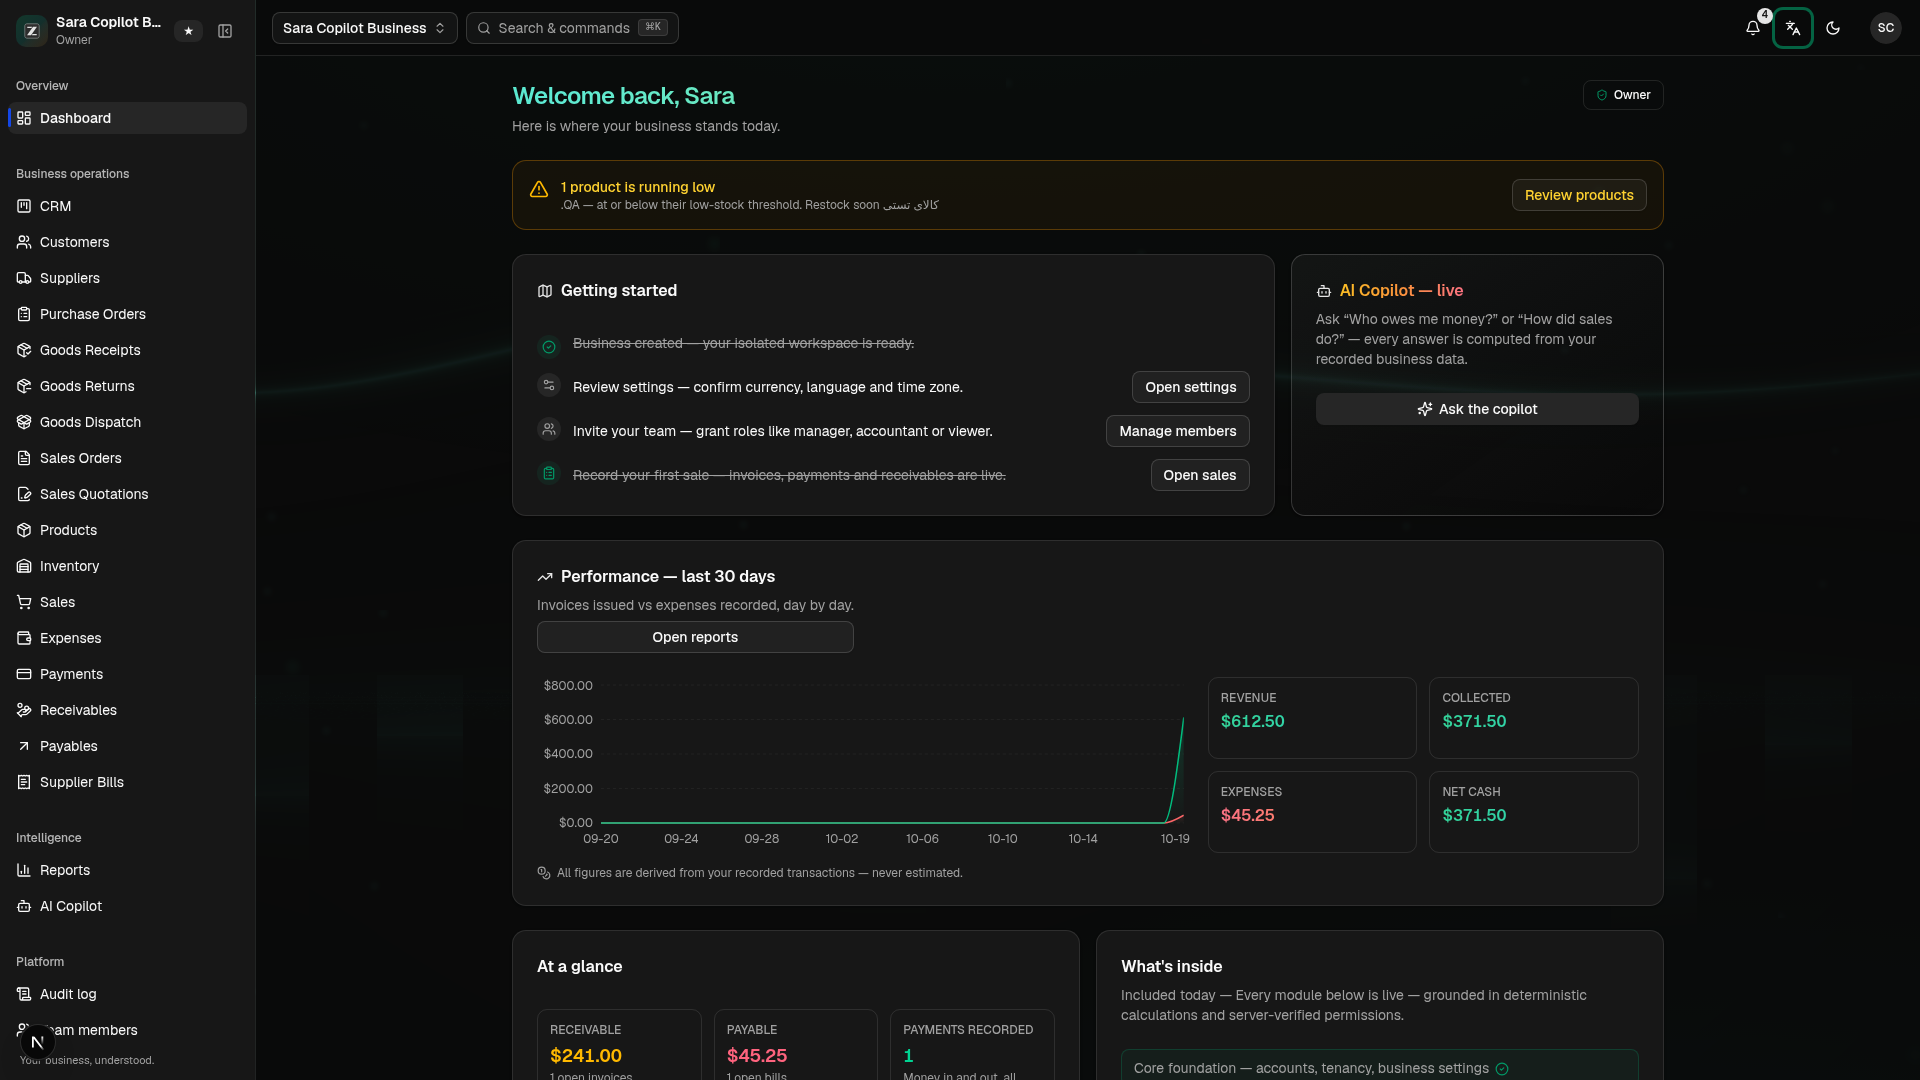 Sara Copilot B...
Owner
Overview
Dashboard
Business operations
CRM
Customers
Suppliers
Purchase Orders
Goods Receipts
Goods Returns
Goods Dispatch
Sales Orders
Sales Quotations
Products
Inventory
Sales
Expenses
Payments
Receivables
Payables
Supplier Bills
Intelligence
Reports
AI Copilot
Platform
Audit log
am members
N
business, understood.
Sara Copilot Business
Search & commands ⌘K
4
SC
Welcome back, Sara
Here is where your business stands today.
Owner
1 product is running low
.QA — at or below their low-stock threshold. Restock soon کالای تستی
Review products
Getting started
Business created — your isolated workspace is ready.
Review settings — confirm currency, language and time zone.
Open settings
Invite your team — grant roles like manager, accountant or viewer.
Manage members
Record your first sale — invoices, payments and receivables are live.
Open sales
AI Copilot — live
Ask “Who owes me money?” or “How did sales
do?” — every answer is computed from your
recorded business data.
Ask the copilot
Performance — last 30 days
Invoices issued vs expenses recorded, day by day.
Open reports
$800.00
$600.00
$400.00
$200.00
$0.00
09-20 09-24 09-28 10-02 10-06 10-10 10-14 10-19
REVENUE
$612.50
COLLECTED
$371.50
EXPENSES
$45.25
NET CASH
$371.50
All figures are derived from your recorded transactions — never estimated.
At a glance
RECEIVABLE
$241.00
1 open invoices
PAYABLE
$45.25
1 open bills
PAYMENTS RECORDED
1
Money in and out, all
What's inside
Included today — Every module below is live — grounded in deterministic
calculations and server-verified permissions.
Core foundation — accounts, tenancy, business settings